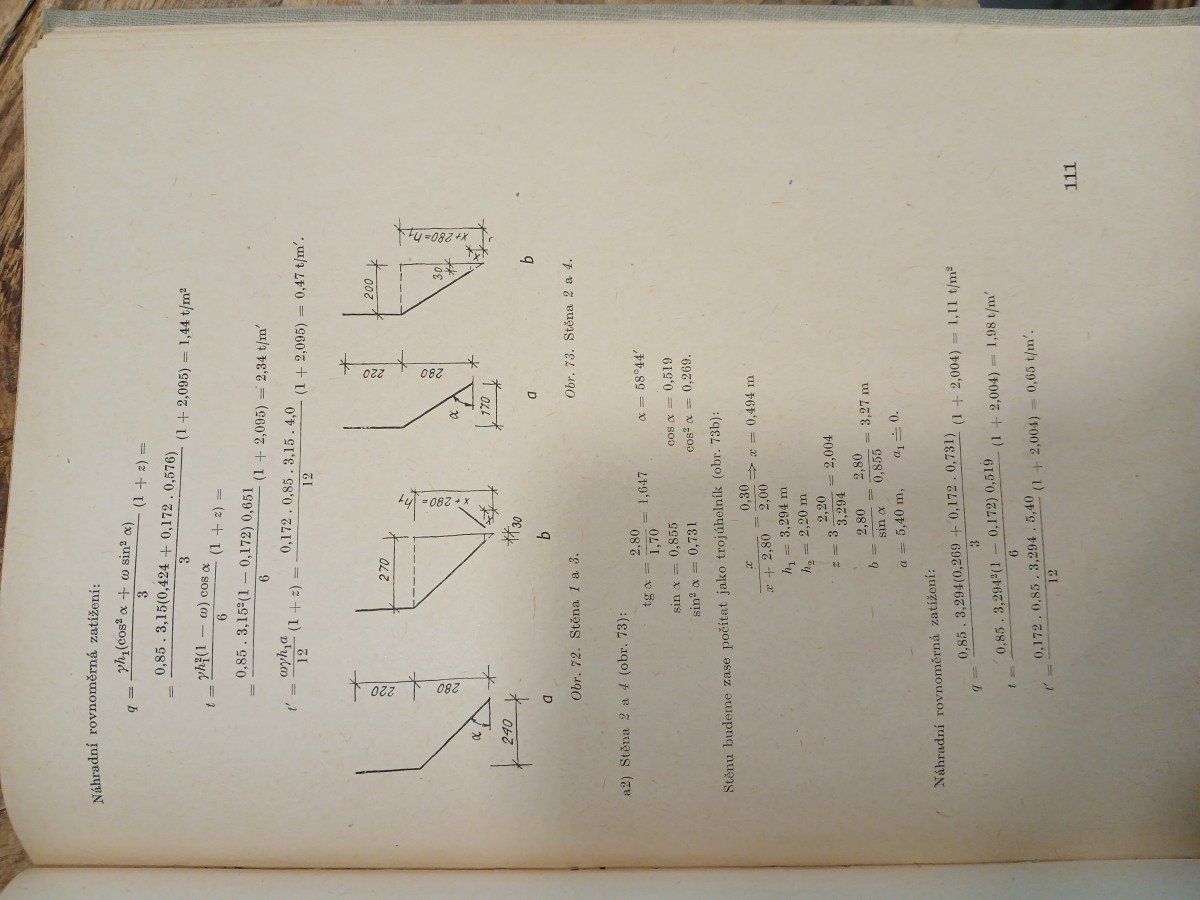 Náhradní rovnoměrná zatížení:
q = γh₁(cos² α + ω sin² α) / 3 (1 + z) =
= 0,85 . 3,15(0,424 + 0,172 . 0,576) / 3 (1 + 2,095) = 1,44 t/m²
t = γh₁²(1 − ω) cos α / 6 (1 + z) =
= 0,85 . 3,15²(1 − 0,172) 0,651 / 6 (1 + 2,095) = 2,34 t/m′
t′ = ωγh₁a / 12 (1 + z) = 0,172 . 0,85 . 3,15 . 4,0 / 12 (1 + 2,095) = 0,47 t/m′.
220
280
α
240
a
270
x+280=h₁
x
30
b
220
280
α
170
a
200
30
x
x+280=h₁
b
Obr. 72. Stěna 1 a 3.
Obr. 73. Stěna 2 a 4.
a2) Stěna 2 a 4 (obr. 73):
tg α = 2,80 / 1,70 = 1,647 α = 58°44′
sin α = 0,855 cos α = 0,519
sin² α = 0,731 cos² α = 0,269.
Stěnu budeme zase počítat jako trojúhelník (obr. 73b):
x / x + 2,80 = 0,30 / 2,00 => x = 0,494 m
h₁ = 3,294 m
h₂ = 2,20 m
z = 3 2,20 / 3,294 = 2,004
b = 2,80 / sin α = 2,80 / 0,855 = 3,27 m
a = 5,40 m, a₁ ≐ 0.
Náhradní rovnoměrná zatížení:
q = 0,85 . 3,294(0,269 + 0,172 . 0,731) / 3 (1 + 2,004) = 1,11 t/m²
t = 0,85 . 3,294²(1 − 0,172) 0,519 / 6 (1 + 2,004) = 1,98 t/m′
t′ = 0,172 . 0,85 . 3,294 . 5,40 / 12 (1 + 2,004) = 0,65 t/m′.
111